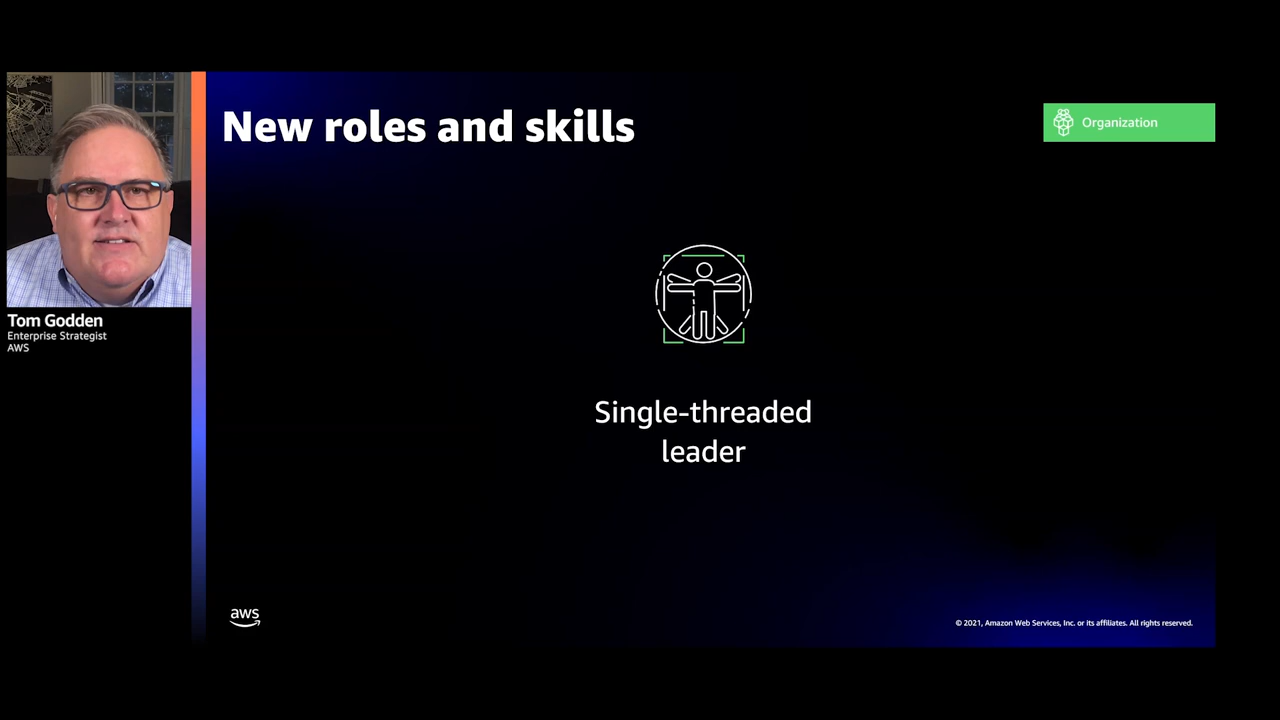 New roles and skills
Organization
Tom Godden
Enterprise Strategist
AWS
Single-threaded
leader
aws
© 2021, Amazon Web Services, Inc. or its affiliates. All rights reserved.